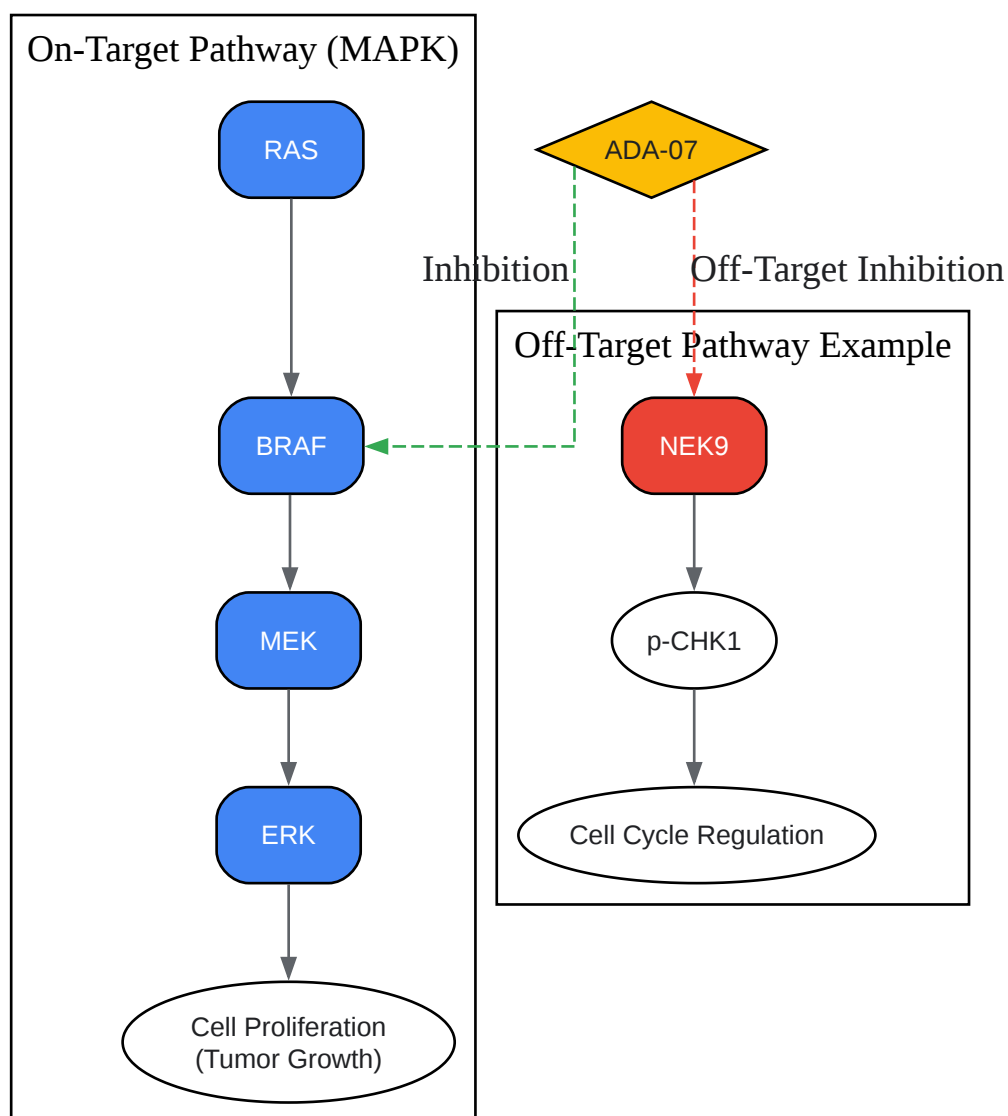 On-Target Pathway (MAPK)
RAS
ADA-07
Inhibition
Off-Target Inhibition
Off-Target Pathway Example
BRAF
NEK9
MEK
p-CHK1
ERK
Cell Cycle Regulation
Cell Proliferation
(Tumor Growth)